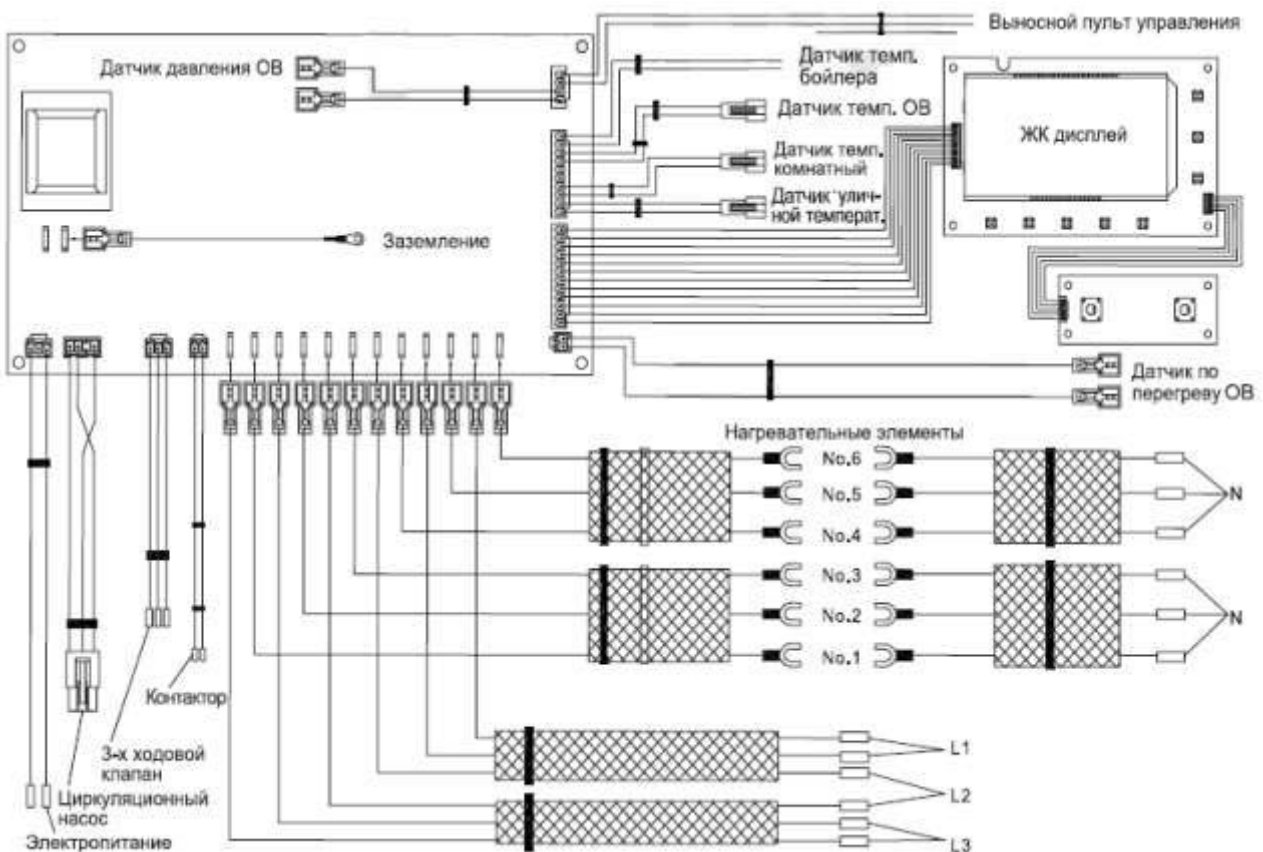 Выносной пульт управления
Датчик давления ОВ
Датчик темп.
бойлера
Датчик темп. ОВ
ЖК дисплей
Датчик темп.
комнатный
Датчик улич-
ной температ.
Заземление
Датчик по
перегреву ОВ
Нагревательные элементы
No.6
No.5
N
No.4
No.3
No.2
N
No.1
Контактор
3-х ходовой
клапан
L1
Циркуляционный
насос
L2
Электропитание
L3